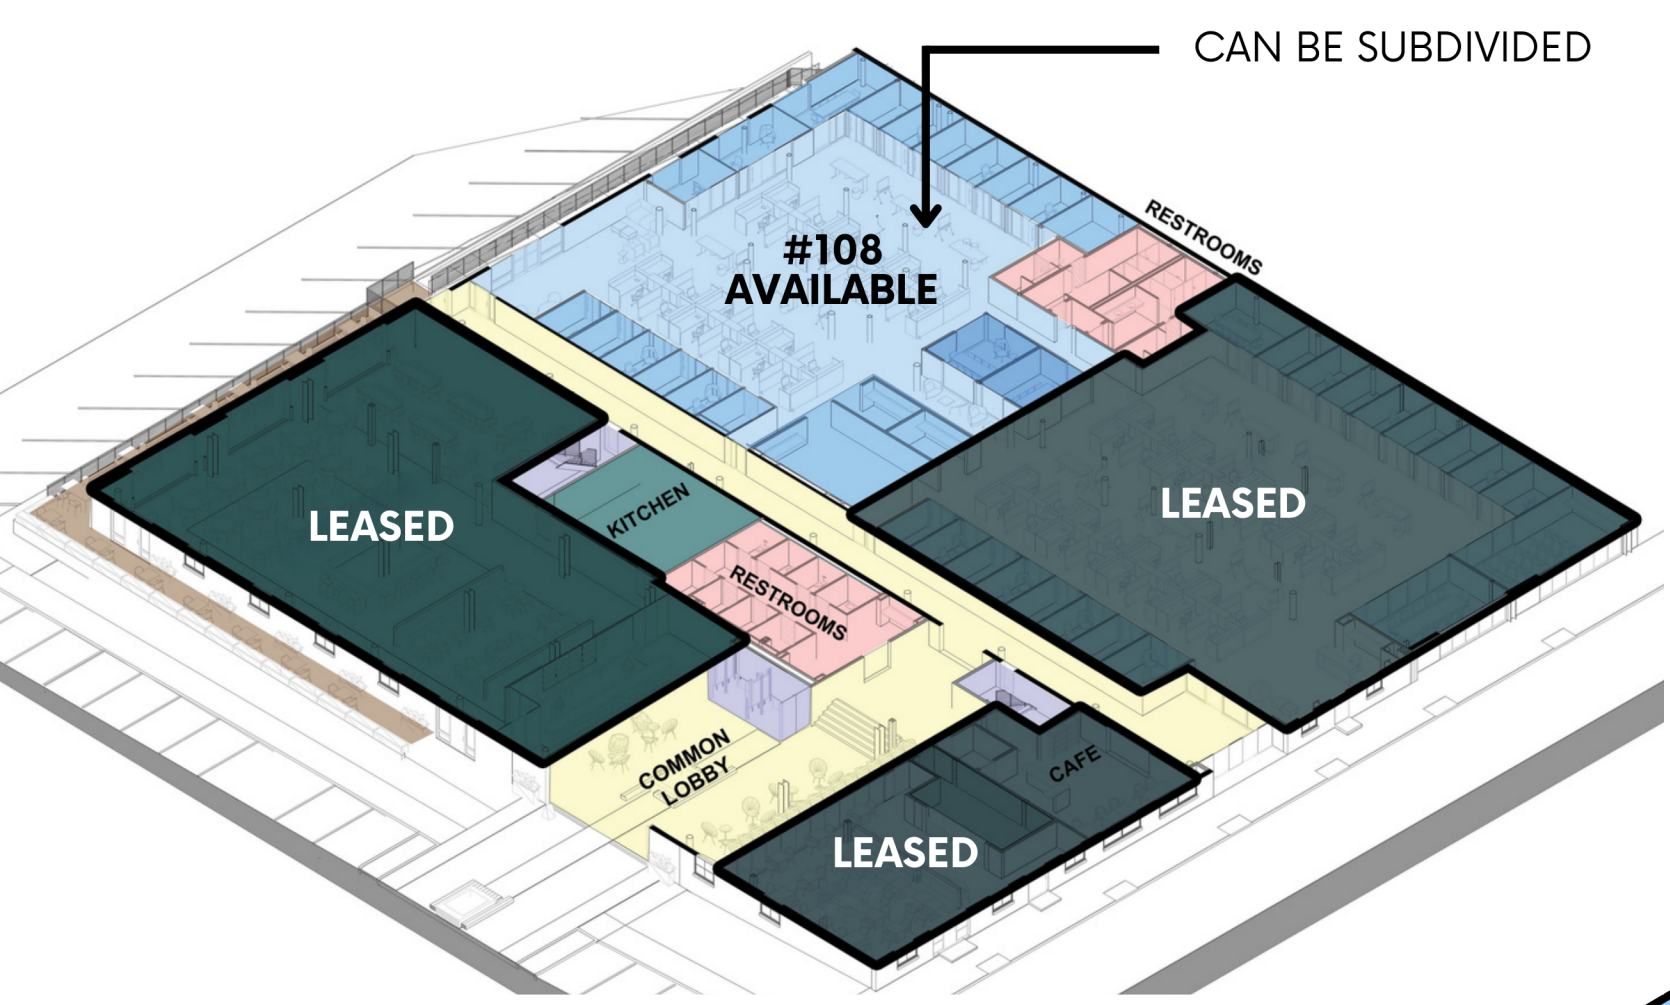 CAN BE SUBDIVIDED
RESTROOMS
#108
AVAILABLE
LEASED
LEASED
KITCHEN
RESTROOMS
COMMON
LOBBY
CAFE
LEASED